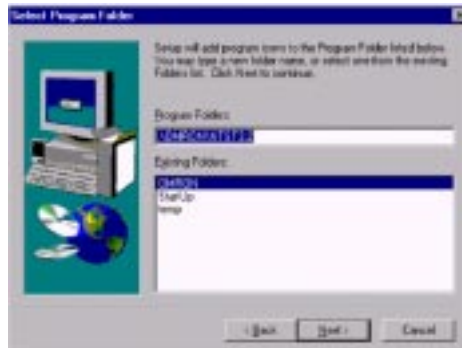 Select Program Folder
Setup will add program icons to the Program Folder listed below.
You may type a new folder name, or select one from the existing
Folders list. Click Next to continue.
Program Folders:
Existing Folders:
OMRON
StartUp
temp
< Back
Next >
Cancel